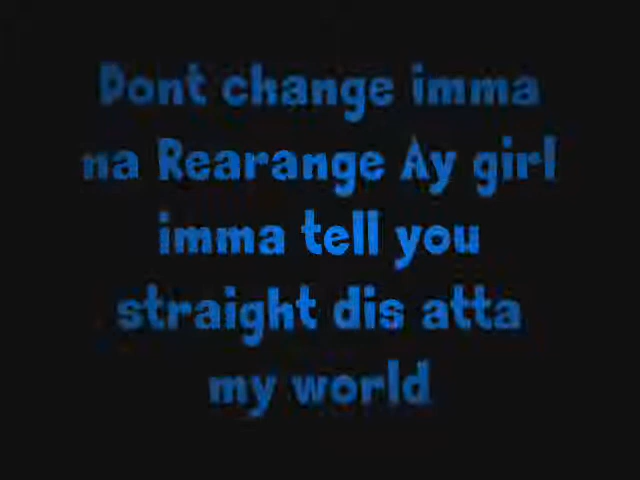 Dont change imma
na Rearange Ay girl
imma tell you
straight dis atta
my world